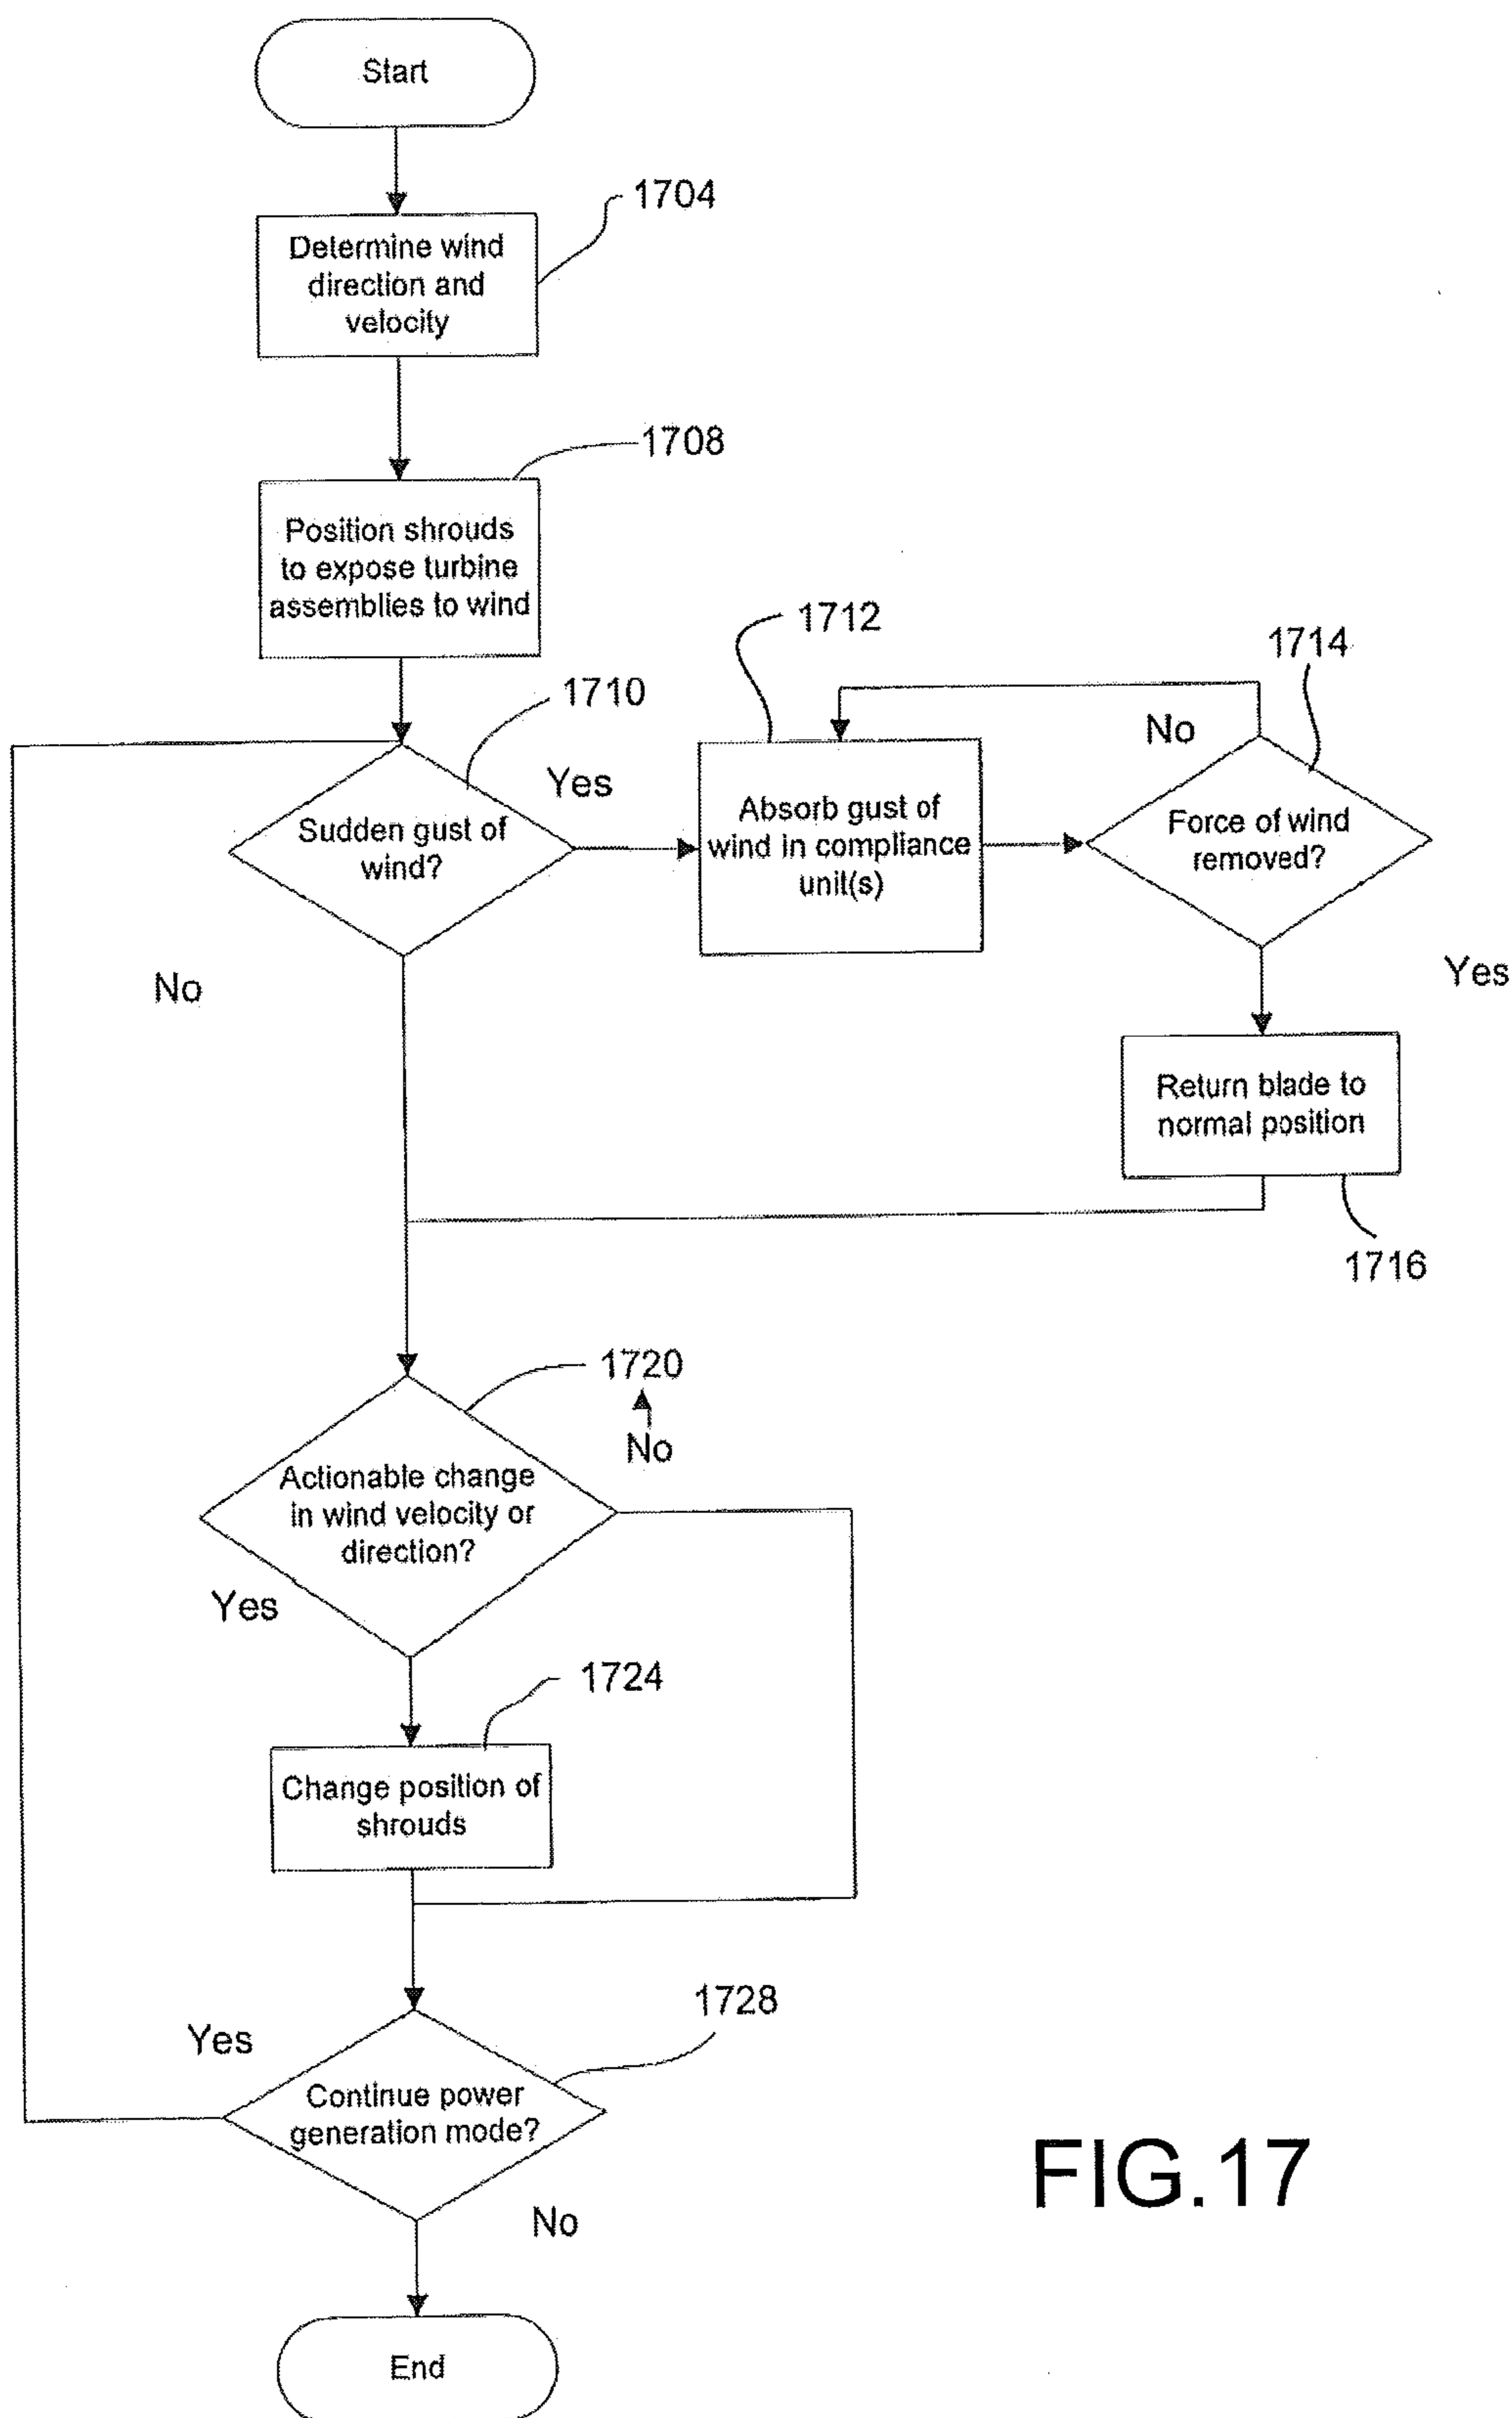 Start
1704
Determine wind
direction and
velocity
1708
Position shrouds
to expose turbine
assemblies to wind
1710
Yes
Sudden gust of
wind?
No
1712
Absorb gust of
wind in compliance
unit(s)
1714
No
Force of wind
removed?
Yes
Return blade to
normal position
1716
1720
No
Actionable change
in wind velocity or
direction?
Yes
1724
Change position of
shrouds
1728
Yes
Continue power
generation mode?
No
End
FIG.17